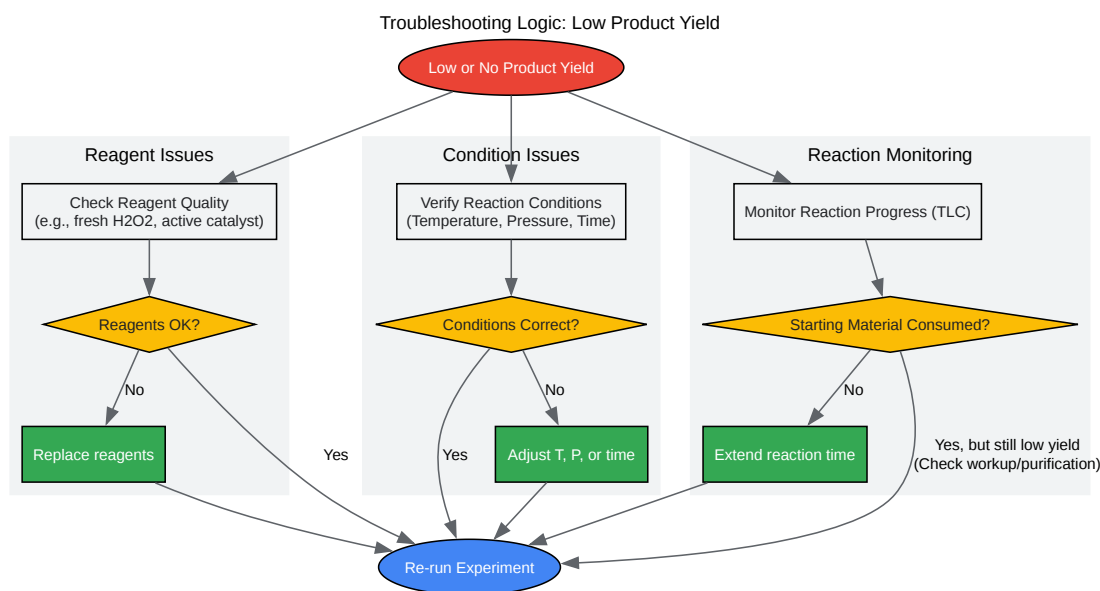 Troubleshooting Logic: Low Product Yield
Low or No Product Yield
Reagent Issues
Condition Issues
Reaction Monitoring
Check Reagent Quality
(e.g., fresh H2O2, active catalyst)
Verify Reaction Conditions
(Temperature, Pressure, Time)
Monitor Reaction Progress (TLC)
Reagents OK?
Conditions Correct?
Starting Material Consumed?
No
No
No
Replace reagents
Yes
Yes
Adjust T, P, or time
Extend reaction time
Yes, but still low yield
(Check workup/purification)
Re-run Experiment